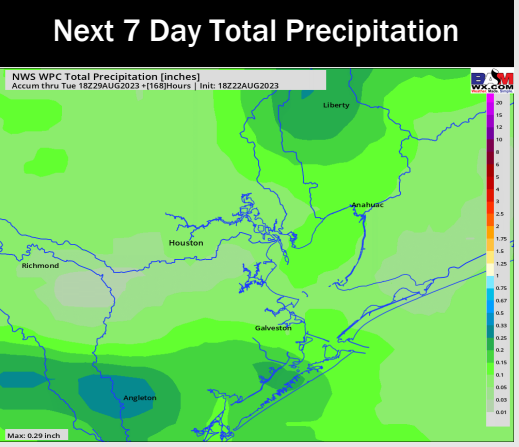 Next 7 Day Total Precipitation
NWS WPC Total Precipitation [inches]
Accum thru Tue 18Z29AUG2023 +[168]Hours | Init: 18Z22AUG2023
BAM
WX.COM
Liberty
Anahuac
Houston
Richmond
Galveston
Angleton
20
15
12
10
8
6
5
4
3
2.5
2
1.75
1.5
1.25
1
0.75
0.67
0.5
0.33
0.25
0.2
0.15
0.1
0.05
0.03
0.01
Max: 0.29 inch